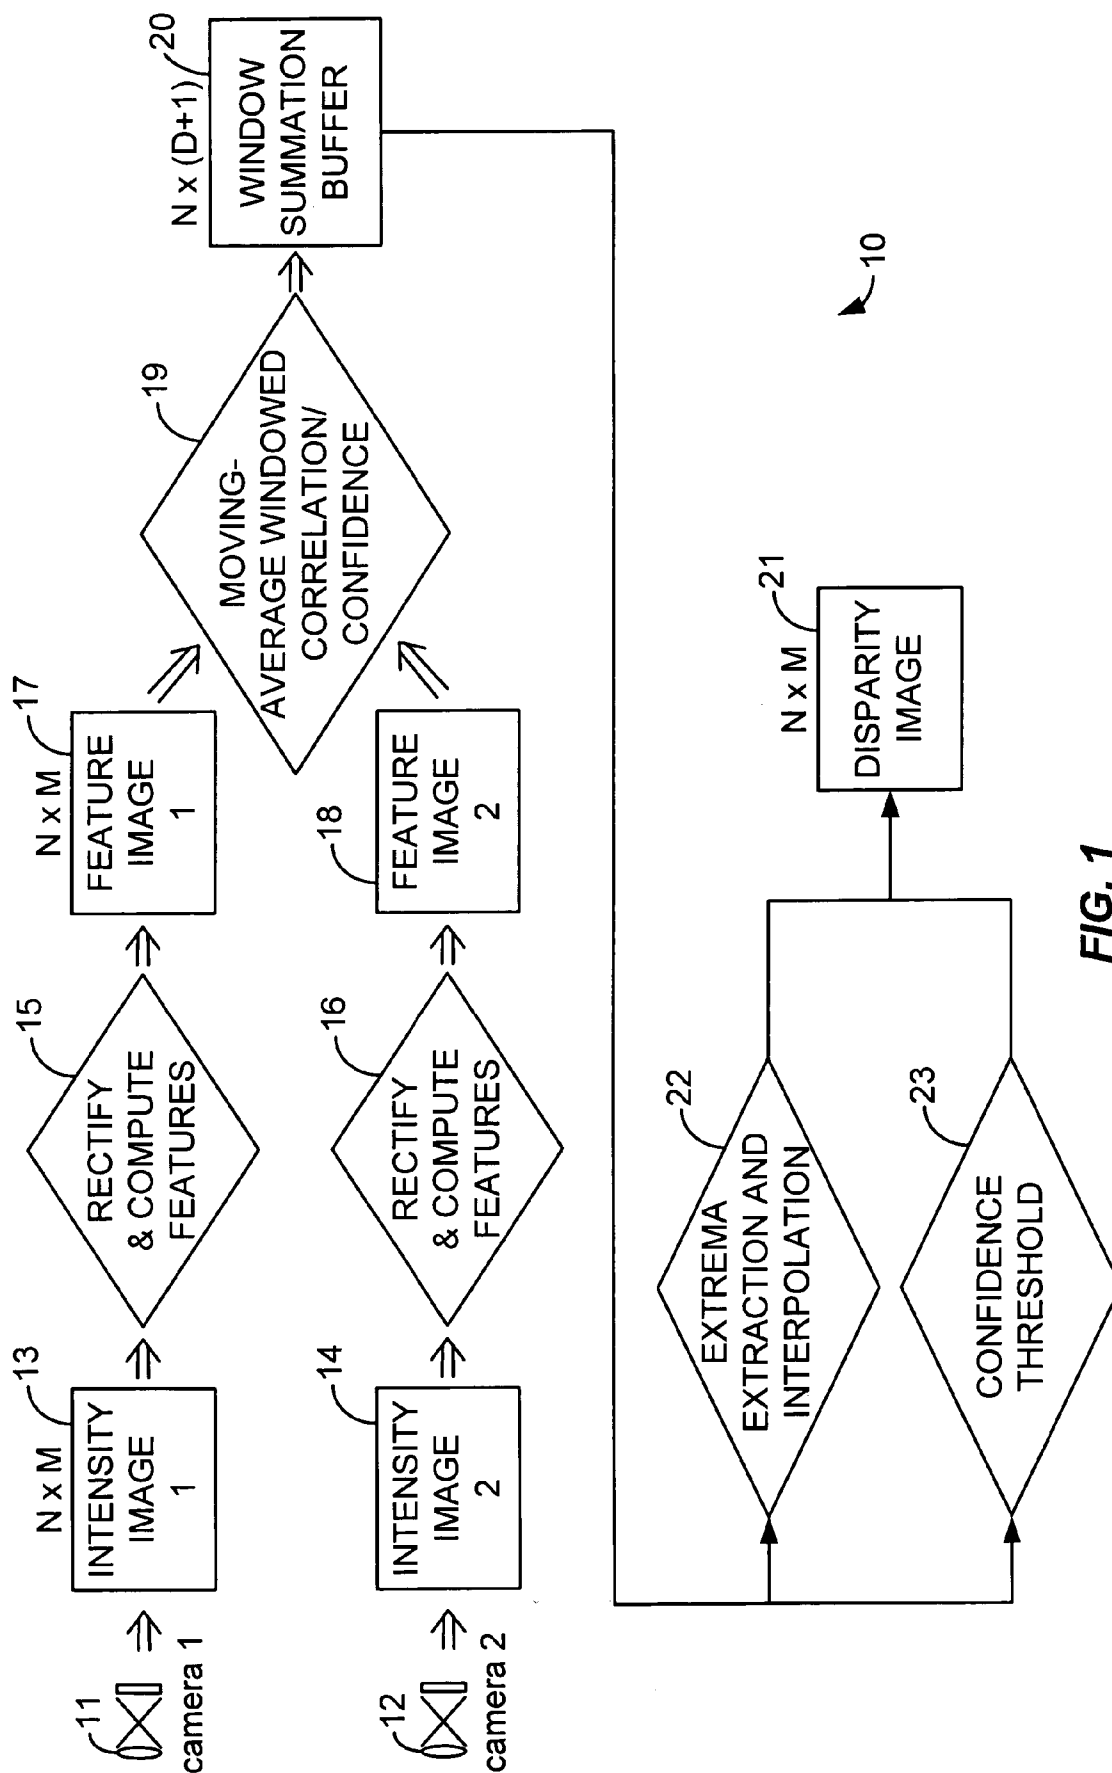 11
camera 1
N x M
13
INTENSITY
IMAGE
1
15
RECTIFY
& COMPUTE
FEATURES
N x M
17
FEATURE
IMAGE
1
12
camera 2
14
INTENSITY
IMAGE
2
16
RECTIFY
& COMPUTE
FEATURES
18
FEATURE
IMAGE
2
19
MOVING-
AVERAGE WINDOWED
CORRELATION/
CONFIDENCE
N x (D+1)
20
WINDOW
SUMMATION
BUFFER
22
EXTREMA
EXTRACTION AND
INTERPOLATION
23
CONFIDENCE
THRESHOLD
N x M
21
DISPARITY
IMAGE
10
FIG. 1